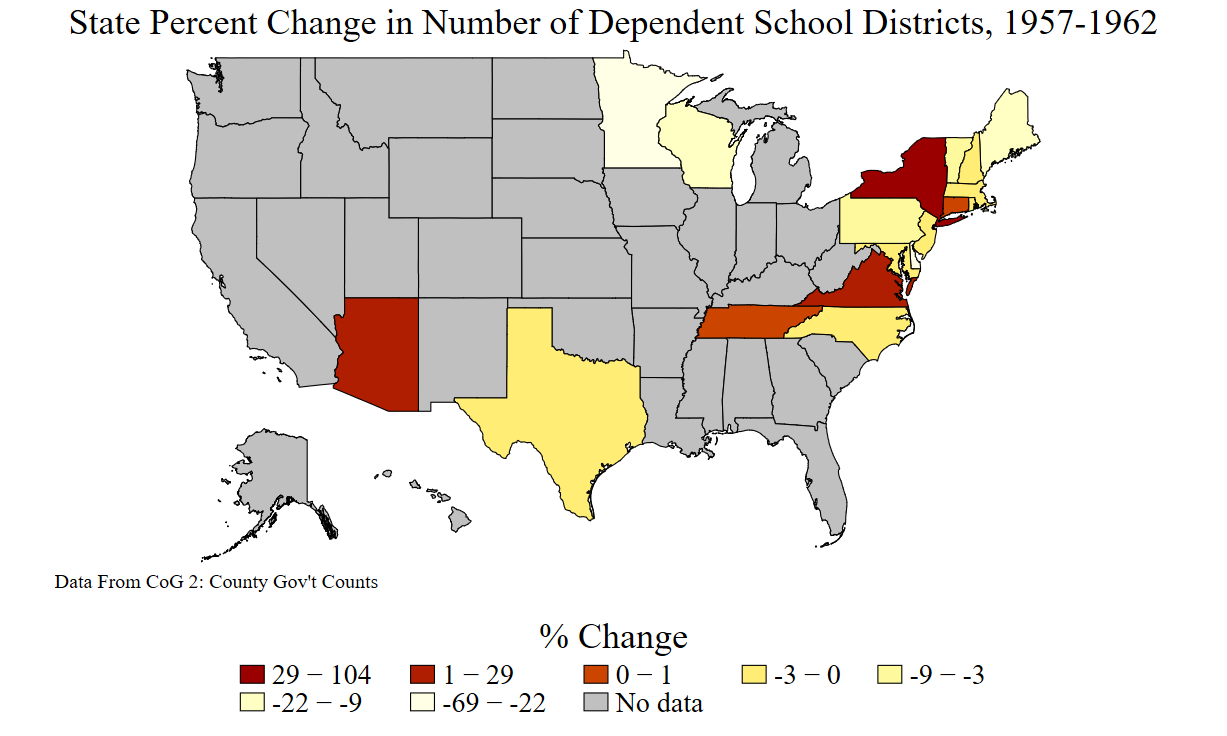 State Percent Change in Number of Dependent School Districts, 1957-1962
Data From CoG 2: County Gov't Counts
% Change
29 − 104 1 − 29 0 − 1 -3 − 0 -9 − -3
-22 − -9 -69 − -22 No data